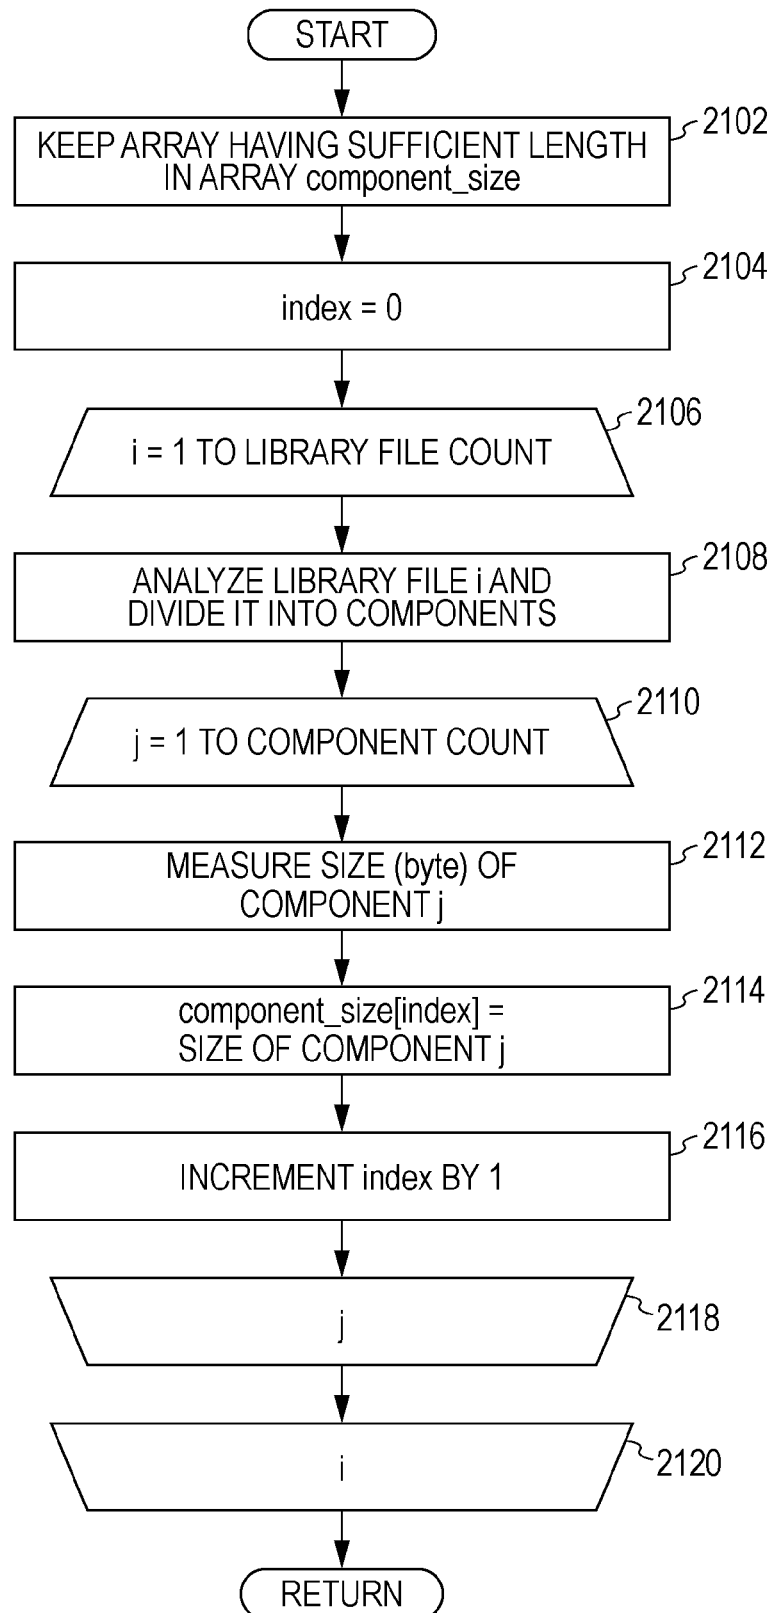 START
KEEP ARRAY HAVING SUFFICIENT LENGTH
IN ARRAY component_size
2102
index = 0
2104
i = 1 TO LIBRARY FILE COUNT
2106
ANALYZE LIBRARY FILE i AND
DIVIDE IT INTO COMPONENTS
2108
j = 1 TO COMPONENT COUNT
2110
MEASURE SIZE (byte) OF
COMPONENT j
2112
component_size[index] =
SIZE OF COMPONENT j
2114
INCREMENT index BY 1
2116
j
2118
i
2120
RETURN